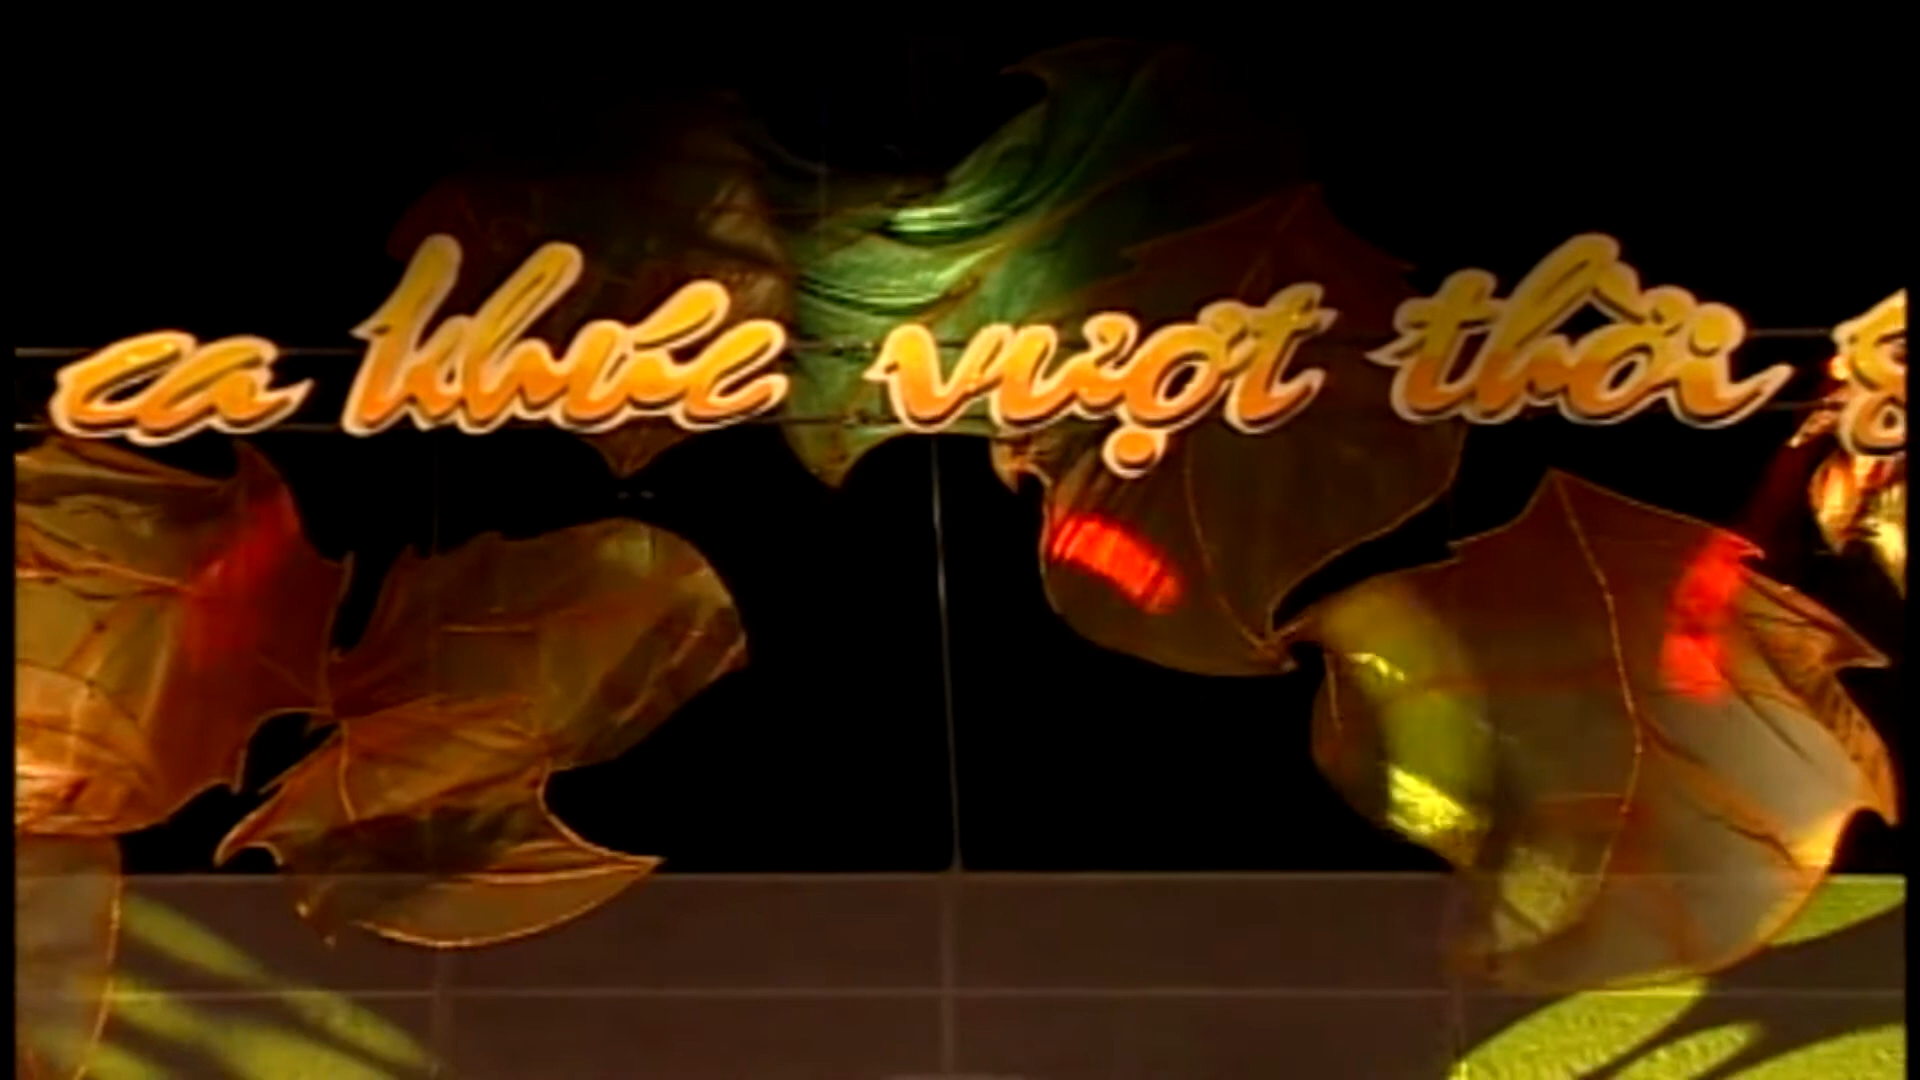 ca khúc vượt thời